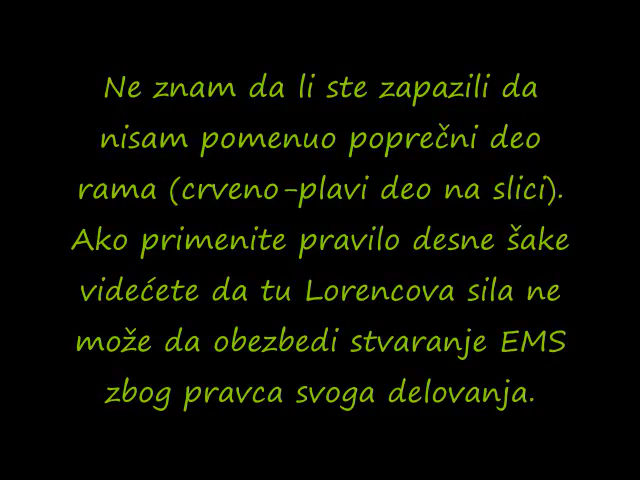 Ne znam da li ste zapazili da
nisam pomenuo poprečni deo
rama (crveno-plavi deo na slici).
Ako primenite pravilo desne šake
videćete da tu Lorencova sila ne
može da obezbedi stvaranje EMS
zbog pravca svoga delovanja.